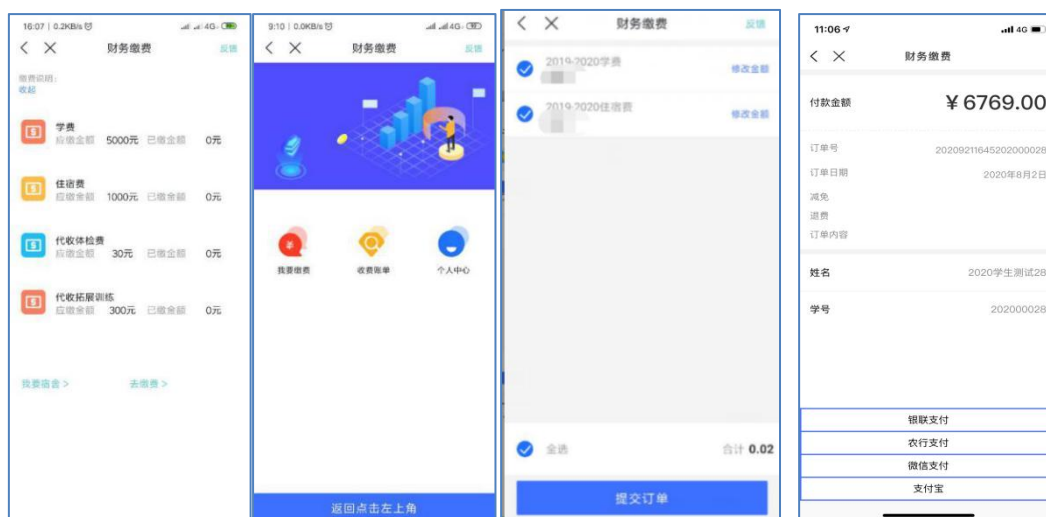 16:07 | 0.2KB/s
4G
财务缴费
反馈
缴费说明:
收起
学费
应缴金额 5000元 已缴金额 0元
住宿费
应缴金额 1000元 已缴金额 0元
代收体检费
应缴金额 30元 已缴金额 0元
代收拓展训练
应缴金额 300元 已缴金额 0元
我要宿舍 >
去缴费 >
9:10 | 0.0KB/s
4G
财务缴费
反馈
我要缴费
收费账单
个人中心
返回点击左上角
财务缴费
反馈
2019-2020学费
修改金额
2019-2020住宿费
修改金额
全选
合计 0.02
提交订单
11:06
4G
财务缴费
付款金额
¥ 6769.00
订单号
20209211645202000028
订单日期
2020年8月2日
减免
退费
订单内容
姓名
2020学生测试28
学号
202000028
银联支付
农行支付
微信支付
支付宝